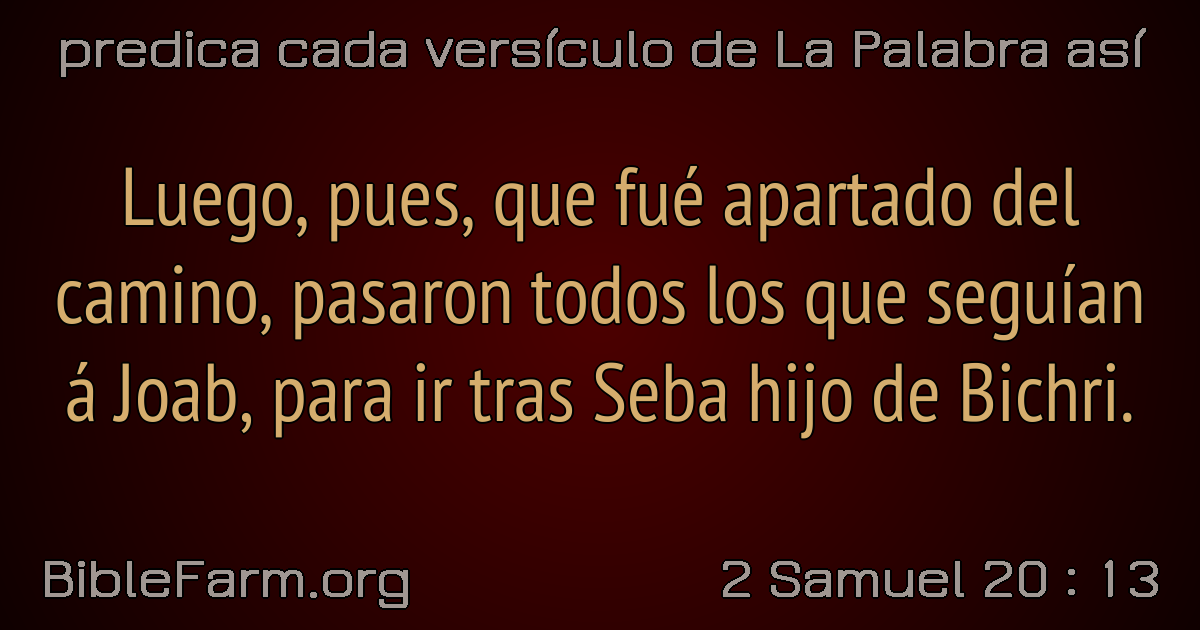 predica cada versículo de La Palabra así
Luego, pues, que fué apartado del
camino, pasaron todos los que seguían
á Joab, para ir tras Seba hijo de Bichri.
BibleFarm.org
2 Samuel 20 : 13